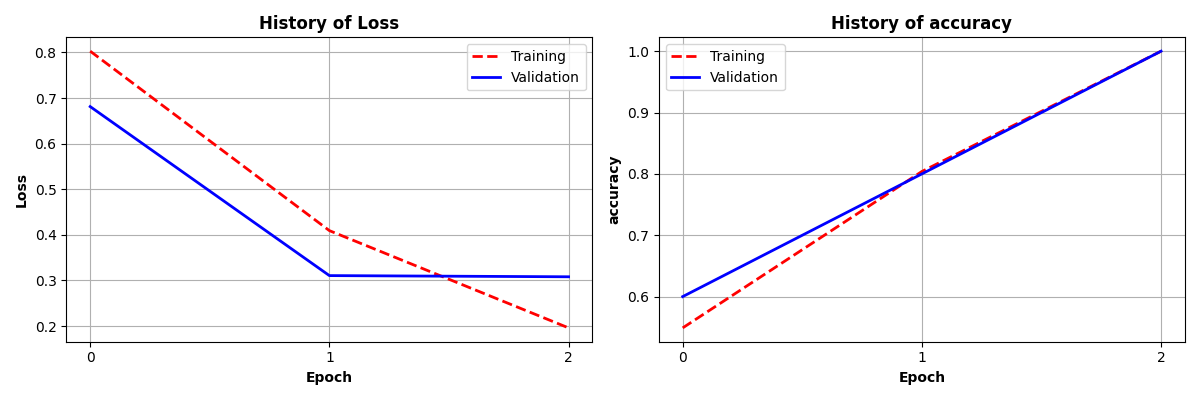 History of Loss
0.8
0.7
0.6
0.5
0.4
0.3
0.2
Loss
Training
Validation
0
1
2
Epoch
History of accuracy
1.0
0.9
0.8
0.7
0.6
accuracy
Training
Validation
0
1
2
Epoch